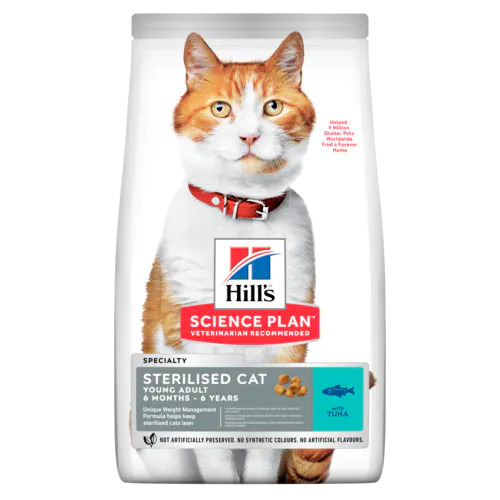 Helped
9 Million
Shelter Pets
Worldwide
Find a Forever
Home
Hill's
SCIENCE PLAN™
VETERINARIAN RECOMMENDED
SPECIALTY
STERILISED CAT
YOUNG ADULT
6 MONTHS - 6 YEARS
Unique Weight Management
Formula helps keep
sterilised cats lean
with
TUNA
NOT ARTIFICIALLY PRESERVED. NO SYNTHETIC COLOURS. NO ARTIFICIAL FLAVOURS.